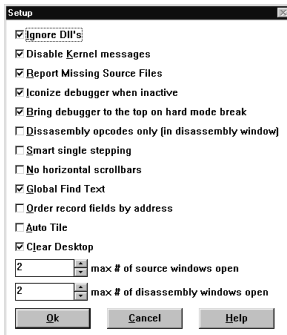 Setup
Ignore Dll's
Disable Kernel messages
Report Missing Source Files
Iconize debugger when inactive
Bring debugger to the top on hard mode break
Dissasembly opcodes only (in disassembly window)
Smart single stepping
No horizontal scrollbars
Global Find Text
Order record fields by address
Auto Tile
Clear Desktop
2 max # of source windows open
2 max # of disassembly windows open
Ok Cancel Help